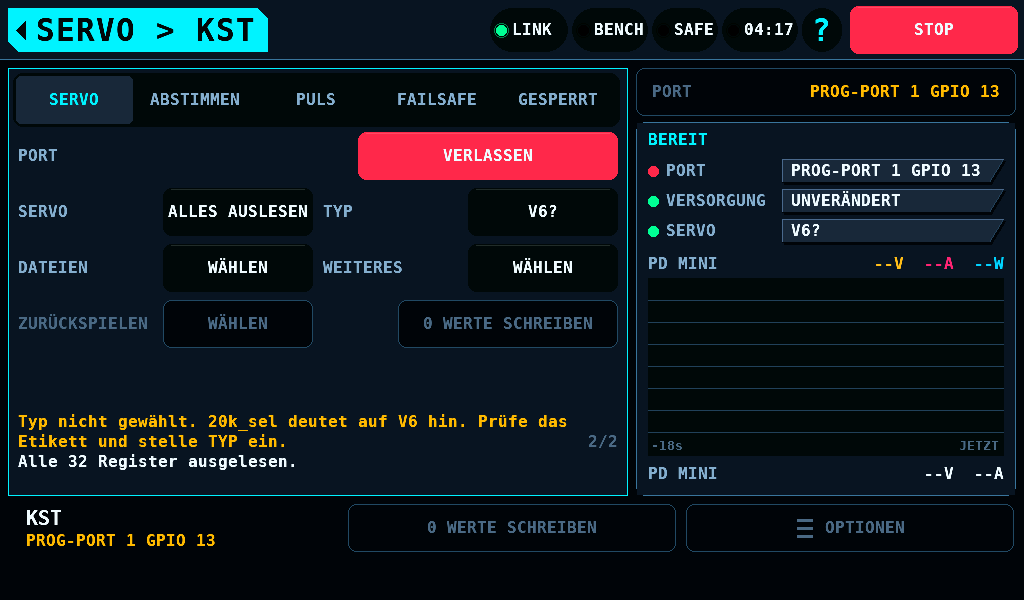 SERVO > KST
LINK
BENCH
SAFE
04:17
?
STOP
SERVO
ABSTIMMEN
PULS
FAILSAFE
GESPERRT
PORT
VERLASSEN
SERVO
ALLES AUSLESEN
TYP
V6?
DATEIEN
WÄHLEN
WEITERES
WÄHLEN
ZURÜCKSPIELEN
WÄHLEN
0 WERTE SCHREIBEN
Typ nicht gewählt. 20k_sel deutet auf V6 hin. Prüfe das
Etikett und stelle TYP ein.
2/2
Alle 32 Register ausgelesen.
PORT
PROG-PORT 1 GPIO 13
BEREIT
PORT
PROG-PORT 1 GPIO 13
VERSORGUNG
UNVERÄNDERT
SERVO
V6?
PD MINI
--V
--A
--W
-18s
JETZT
PD MINI
--V
--A
KST
PROG-PORT 1 GPIO 13
0 WERTE SCHREIBEN
OPTIONEN